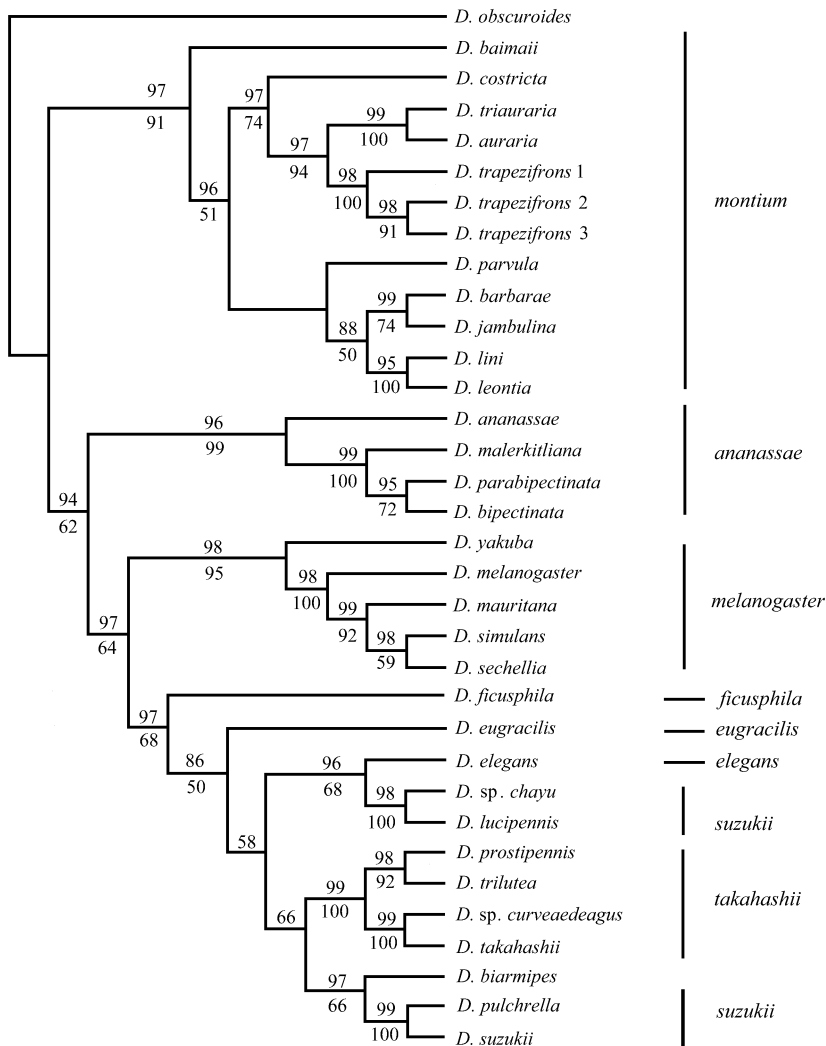 D. obscuroides
D. baimaii
97
91
D. costricta
97
74
D. triauraria
99
100
D. auraria
97
94
D. trapezifrons 1
98
100
96
51
D. trapezifrons 2
98
91
D. trapezifrons 3
montium
D. parvula
D. barbarae
99
74
D. jambulina
88
50
D. lini
95
100
D. leontia
D. ananassae
96
99
D. malerkitliana
99
100
ananassae
D. parabipectinata
95
72
D. bipectinata
94
62
D. yakuba
98
95
D. melanogaster
98
100
melanogaster
D. mauritana
99
92
D. simulans
98
59
D. sechellia
97
64
D. ficusphila
ficusphila
97
68
D. eugracilis
eugracilis
86
50
D. elegans
elegans
96
68
D. sp. chayu
98
100
D. lucipennis
suzukii
58
D. prostipennis
98
92
D. trilutea
99
100
takahashii
D. sp. curveaedeagus
99
100
66
D. takahashii
D. biarmipes
97
66
D. pulchrella
99
100
suzukii
D. suzukii